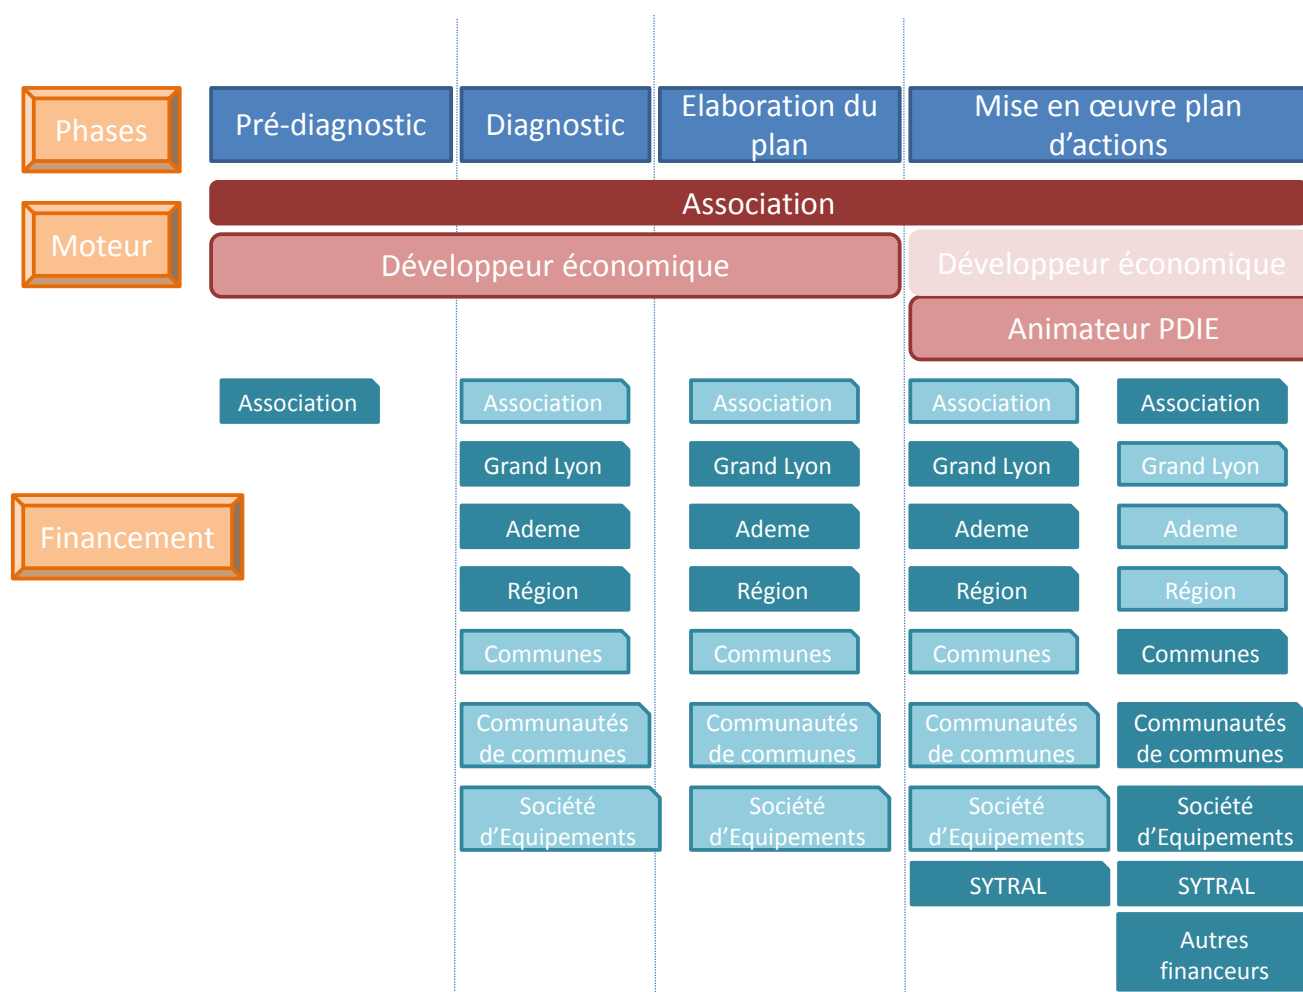 Phases
Pré-diagnostic
Diagnostic
Elaboration du
plan
Mise en œuvre plan
d’actions
Moteur
Association
Développeur économique
Développeur économique
Animateur PDIE
Financement
Association
Association
Association
Association
Association
Grand Lyon
Grand Lyon
Grand Lyon
Grand Lyon
Ademe
Ademe
Ademe
Ademe
Région
Région
Région
Région
Communes
Communes
Communes
Communes
Communautés
de communes
Communautés
de communes
Communautés
de communes
Communautés
de communes
Société
d’Equipements
Société
d’Equipements
Société
d’Equipements
Société
d’Equipements
SYTRAL
SYTRAL
Autres
financeurs